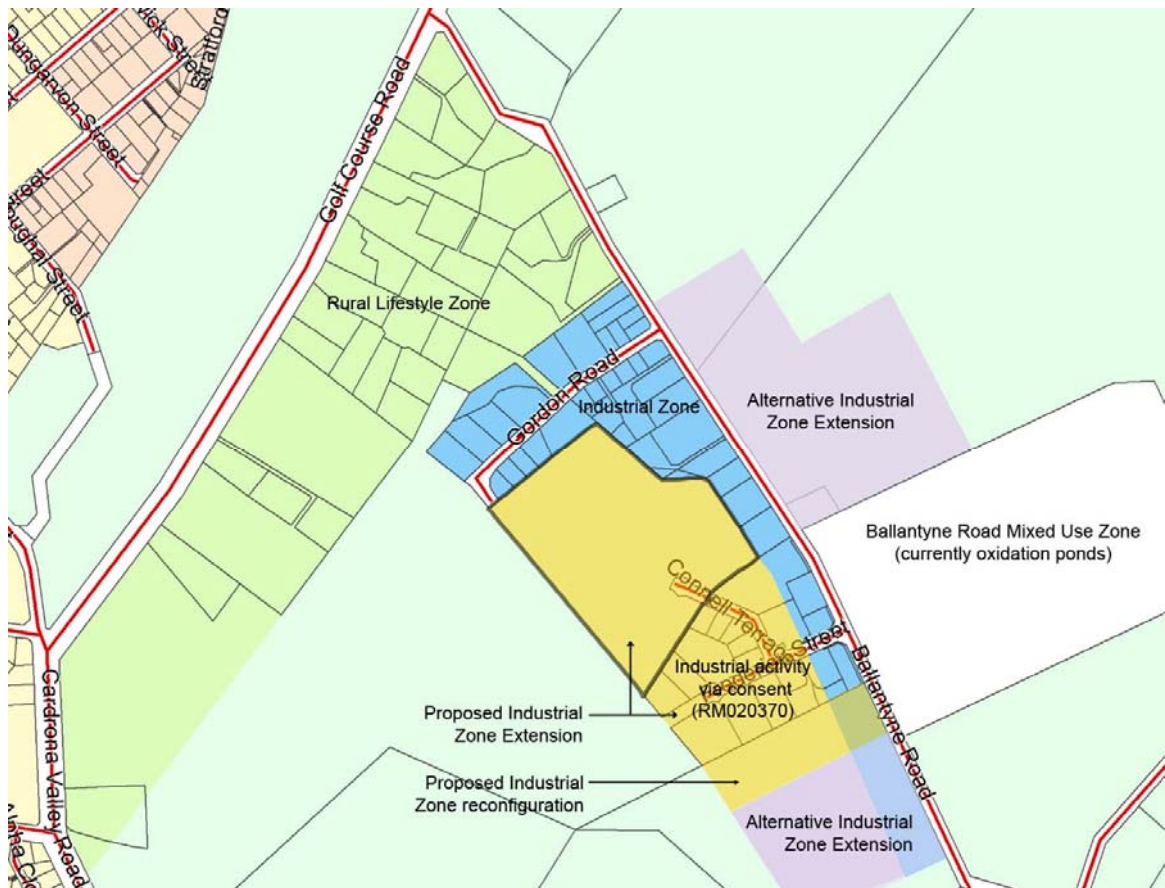 Stratford
Dungarvon Street
Golf Course Road
Rural Lifestyle Zone
Gordon Road
Industrial Zone
Alternative Industrial
Zone Extension
Ballantyne Road Mixed Use Zone
(currently oxidation ponds)
Connell Terrace
Street
Industrial activity
via consent
(RM020370)
Ballantyne Road
Proposed Industrial
Zone Extension
Proposed Industrial
Zone reconfiguration
Alternative Industrial
Zone Extension
Cardrona Valley Road